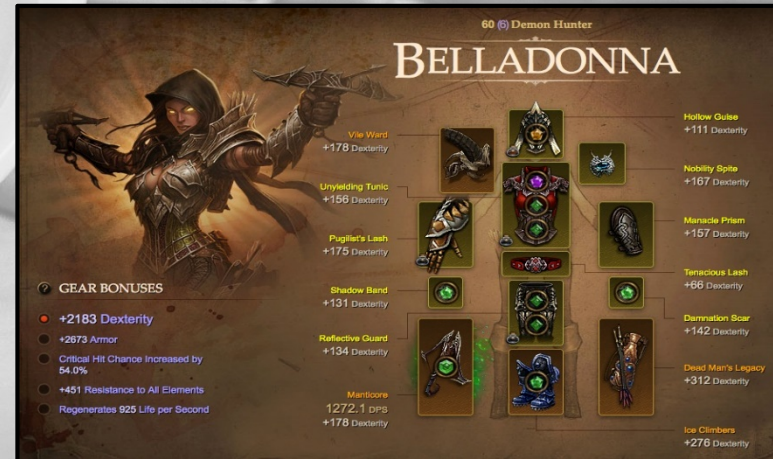 60 (6) Demon Hunter
BELLADONNA
Vile Ward
+178 Dexterity
Unyielding Tunic
+156 Dexterity
Pugilist's Lash
+175 Dexterity
Shadow Band
+131 Dexterity
Reflective Guard
+134 Dexterity
Manticore
1272.1 DPS
+178 Dexterity
Hollow Guise
+111 Dexterity
Nobility Spite
+167 Dexterity
Manacle Prism
+157 Dexterity
Tenacious Lash
+66 Dexterity
Damnation Scar
+142 Dexterity
Dead Man's Legacy
+312 Dexterity
Ice Climbers
+276 Dexterity
? GEAR BONUSES
+2183 Dexterity
+2673 Armor
Critical Hit Chance Increased by
54.0%
+451 Resistance to All Elements
Regenerates 925 Life per Second